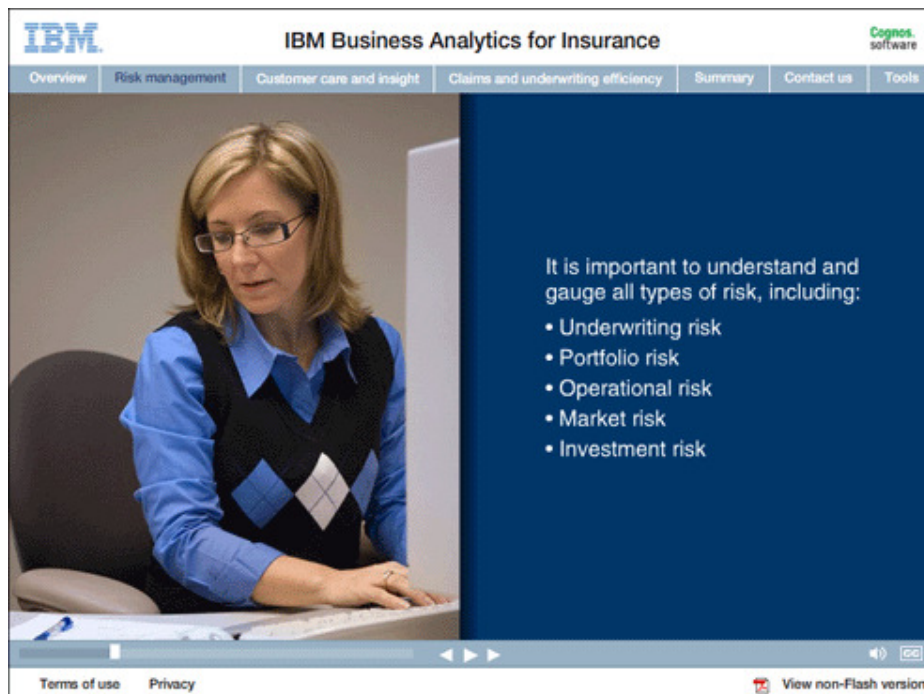 IBM.
IBM Business Analytics for Insurance
Cognos.
software
Overview
Risk management
Customer care and insight
Claims and underwriting efficiency
Summary
Contact us
Tools
It is important to understand and
gauge all types of risk, including:
• Underwriting risk
• Portfolio risk
• Operational risk
• Market risk
• Investment risk
CC
Terms of use
Privacy
View non-Flash version